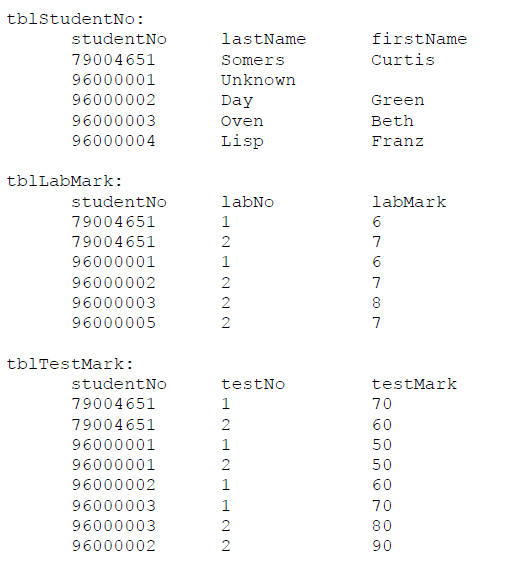 tblStudentNo:
studentNo lastName firstName
79004651 Somers Curtis
96000001 Unknown
96000002 Day Green
96000003 Oven Beth
96000004 Lisp Franz
tblLabMark:
studentNo labNo labMark
79004651 1 6
79004651 2 7
96000001 1 6
96000002 2 7
96000003 2 8
96000005 2 7
tblTestMark:
studentNo testNo testMark
79004651 1 70
79004651 2 60
96000001 1 50
96000001 2 50
96000002 1 60
96000003 1 70
96000003 2 80
96000002 2 90